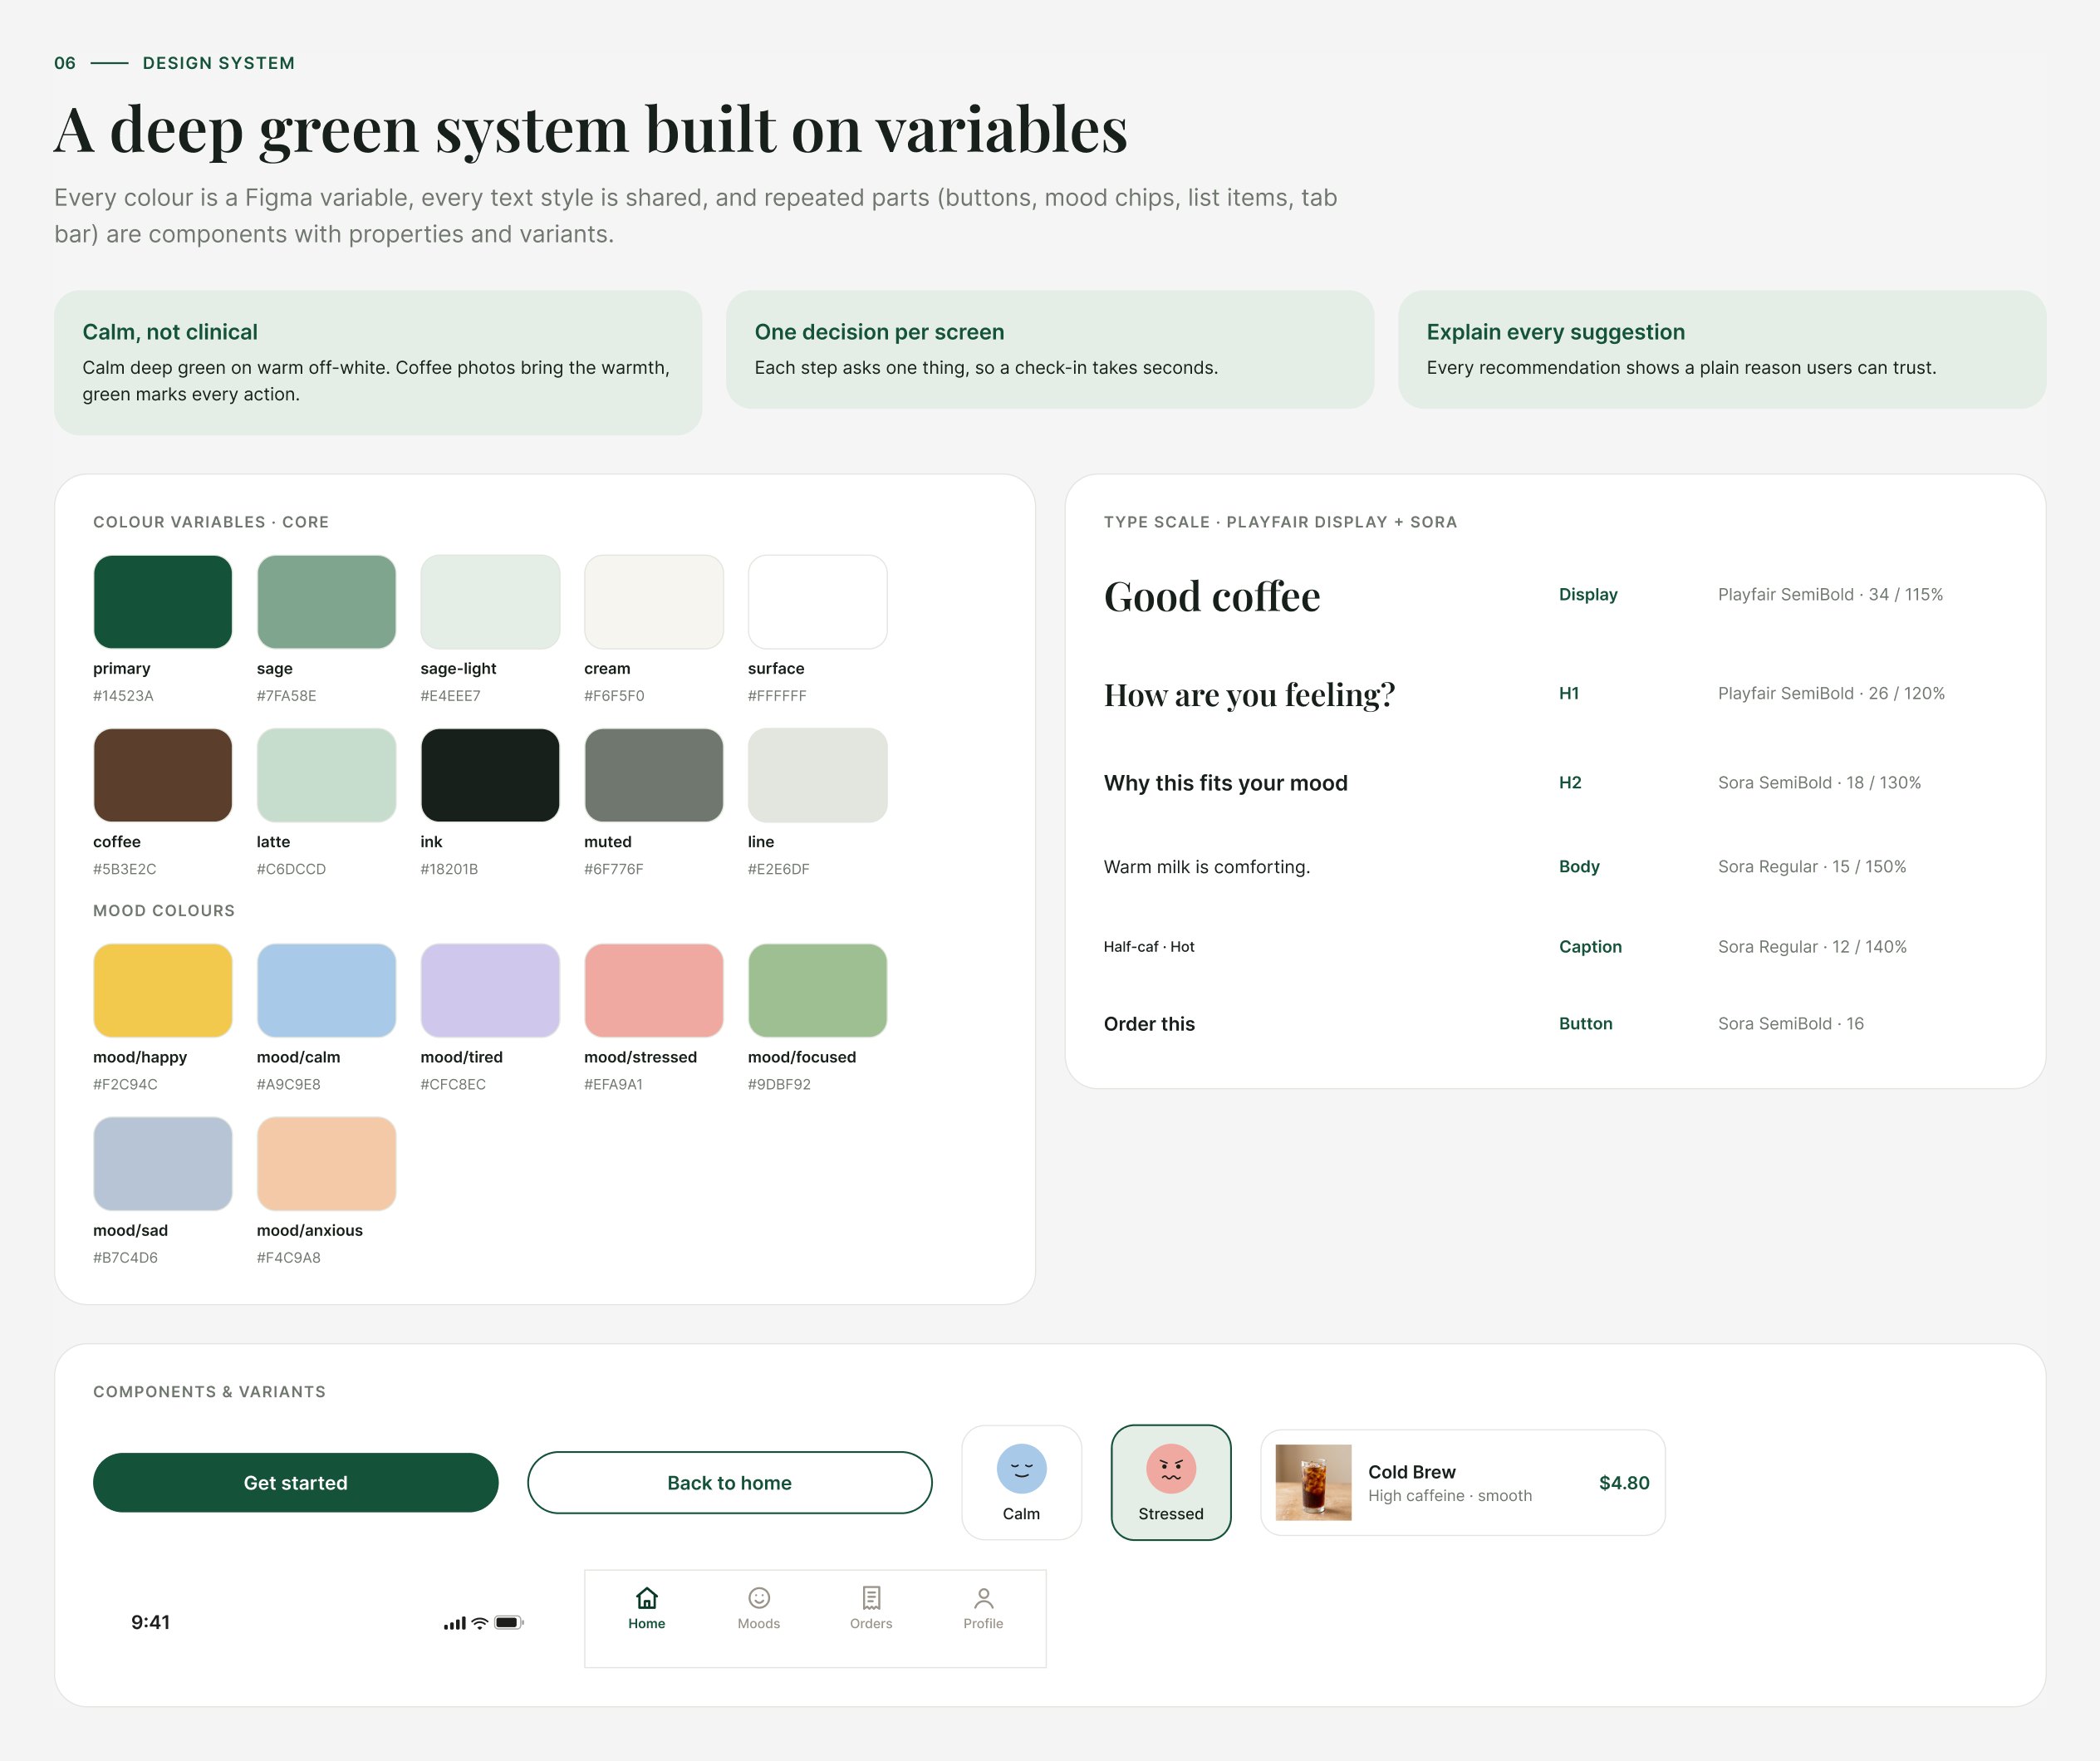 06 — DESIGN SYSTEM
A deep green system built on variables
Every colour is a Figma variable, every text style is shared, and repeated parts (buttons, mood chips, list items, tab
bar) are components with properties and variants.
Calm, not clinical
Calm deep green on warm off-white. Coffee photos bring the warmth,
green marks every action.
One decision per screen
Each step asks one thing, so a check-in takes seconds.
Explain every suggestion
Every recommendation shows a plain reason users can trust.
COLOUR VARIABLES · CORE
primary
#14523A
sage
#7FA58E
sage-light
#E4EEE7
cream
#F6F5F0
surface
#FFFFFF
coffee
#5B3E2C
latte
#C6DCCD
ink
#18201B
muted
#6F776F
line
#E2E6DF
MOOD COLOURS
mood/happy
#F2C94C
mood/calm
#A9C9E8
mood/tired
#CFC8EC
mood/stressed
#EFA9A1
mood/focused
#9DBF92
mood/sad
#B7C4D6
mood/anxious
#F4C9A8
TYPE SCALE · PLAYFAIR DISPLAY + SORA
Good coffee Display Playfair SemiBold · 34 / 115%
How are you feeling? H1 Playfair SemiBold · 26 / 120%
Why this fits your mood H2 Sora SemiBold · 18 / 130%
Warm milk is comforting. Body Sora Regular · 15 / 150%
Half-caf · Hot Caption Sora Regular · 12 / 140%
Order this Button Sora SemiBold · 16
COMPONENTS & VARIANTS
Get started
Back to home
Calm
Stressed
Cold Brew
High caffeine · smooth
$4.80
9:41
Home
Moods
Orders
Profile